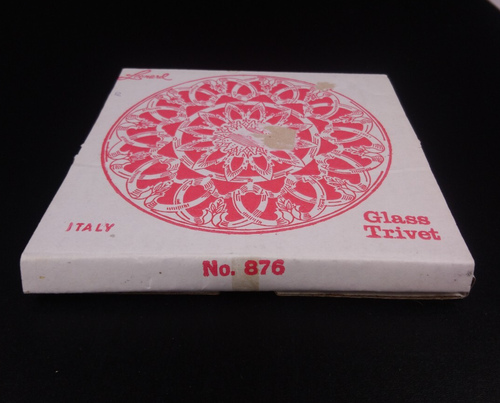 ITALY
Glass
Trivet
No. 876